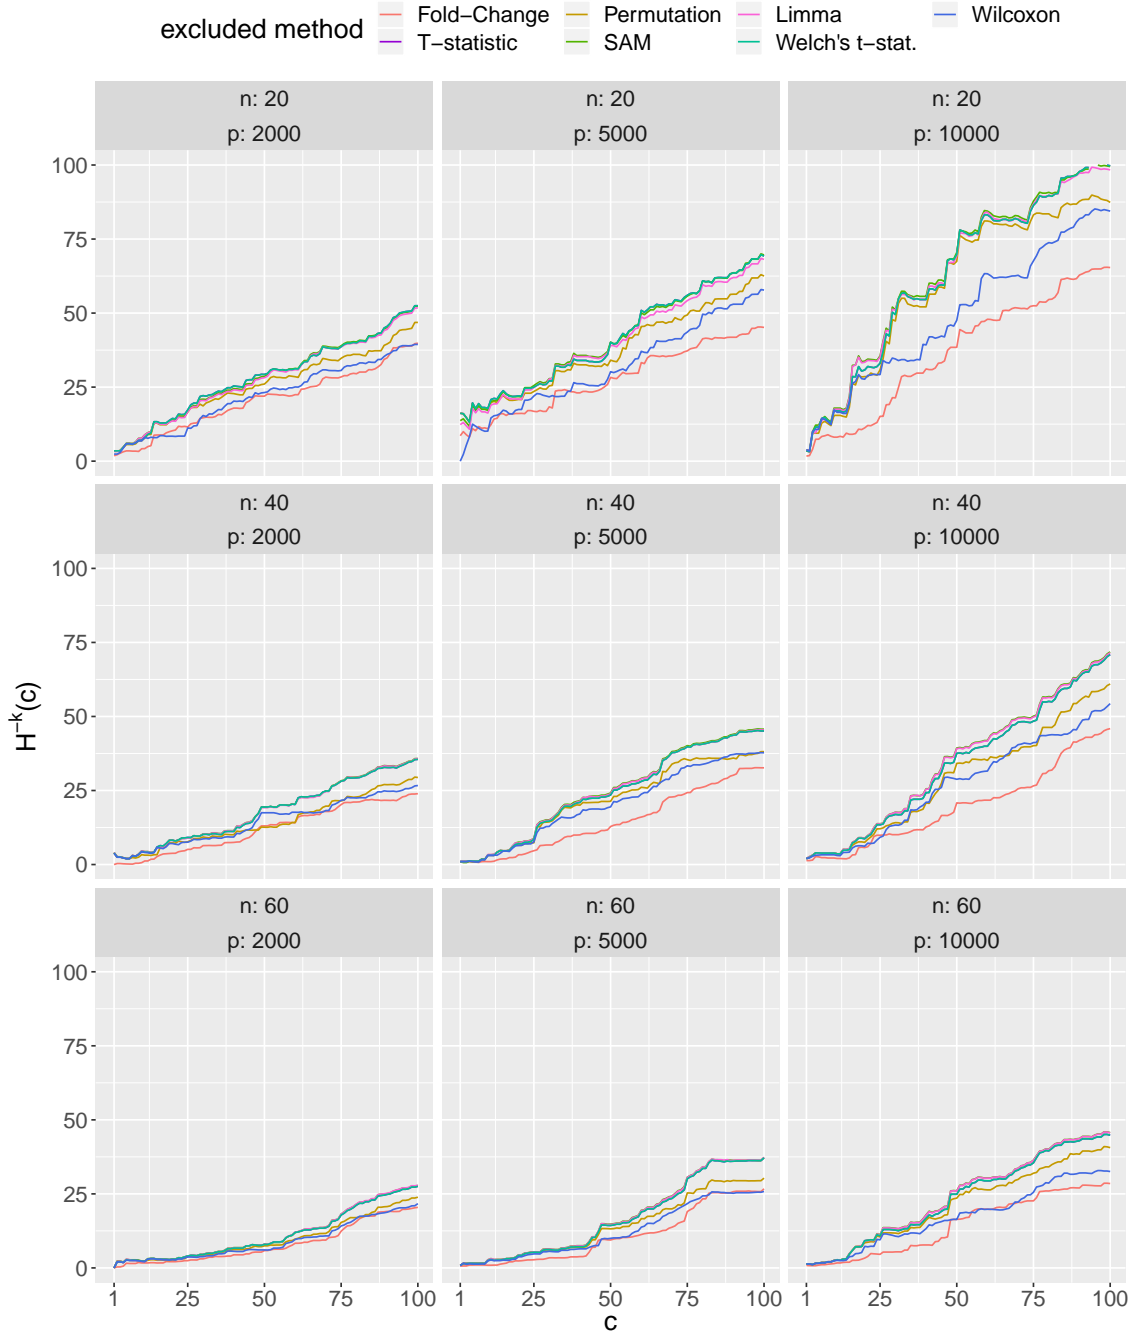 excluded method
Fold−Change
Permutation
Limma
Wilcoxon
T−statistic
SAM
Welch's t−stat.
n: 20
p: 2000
n: 20
p: 5000
n: 20
p: 10000
100
75
50
25
0
n: 40
p: 2000
n: 40
p: 5000
n: 40
p: 10000
100
75
50
25
0
H−k(c)
n: 60
p: 2000
n: 60
p: 5000
n: 60
p: 10000
100
75
50
25
0
1 25 50 75 100
1 25 50 75 100
1 25 50 75 100
c